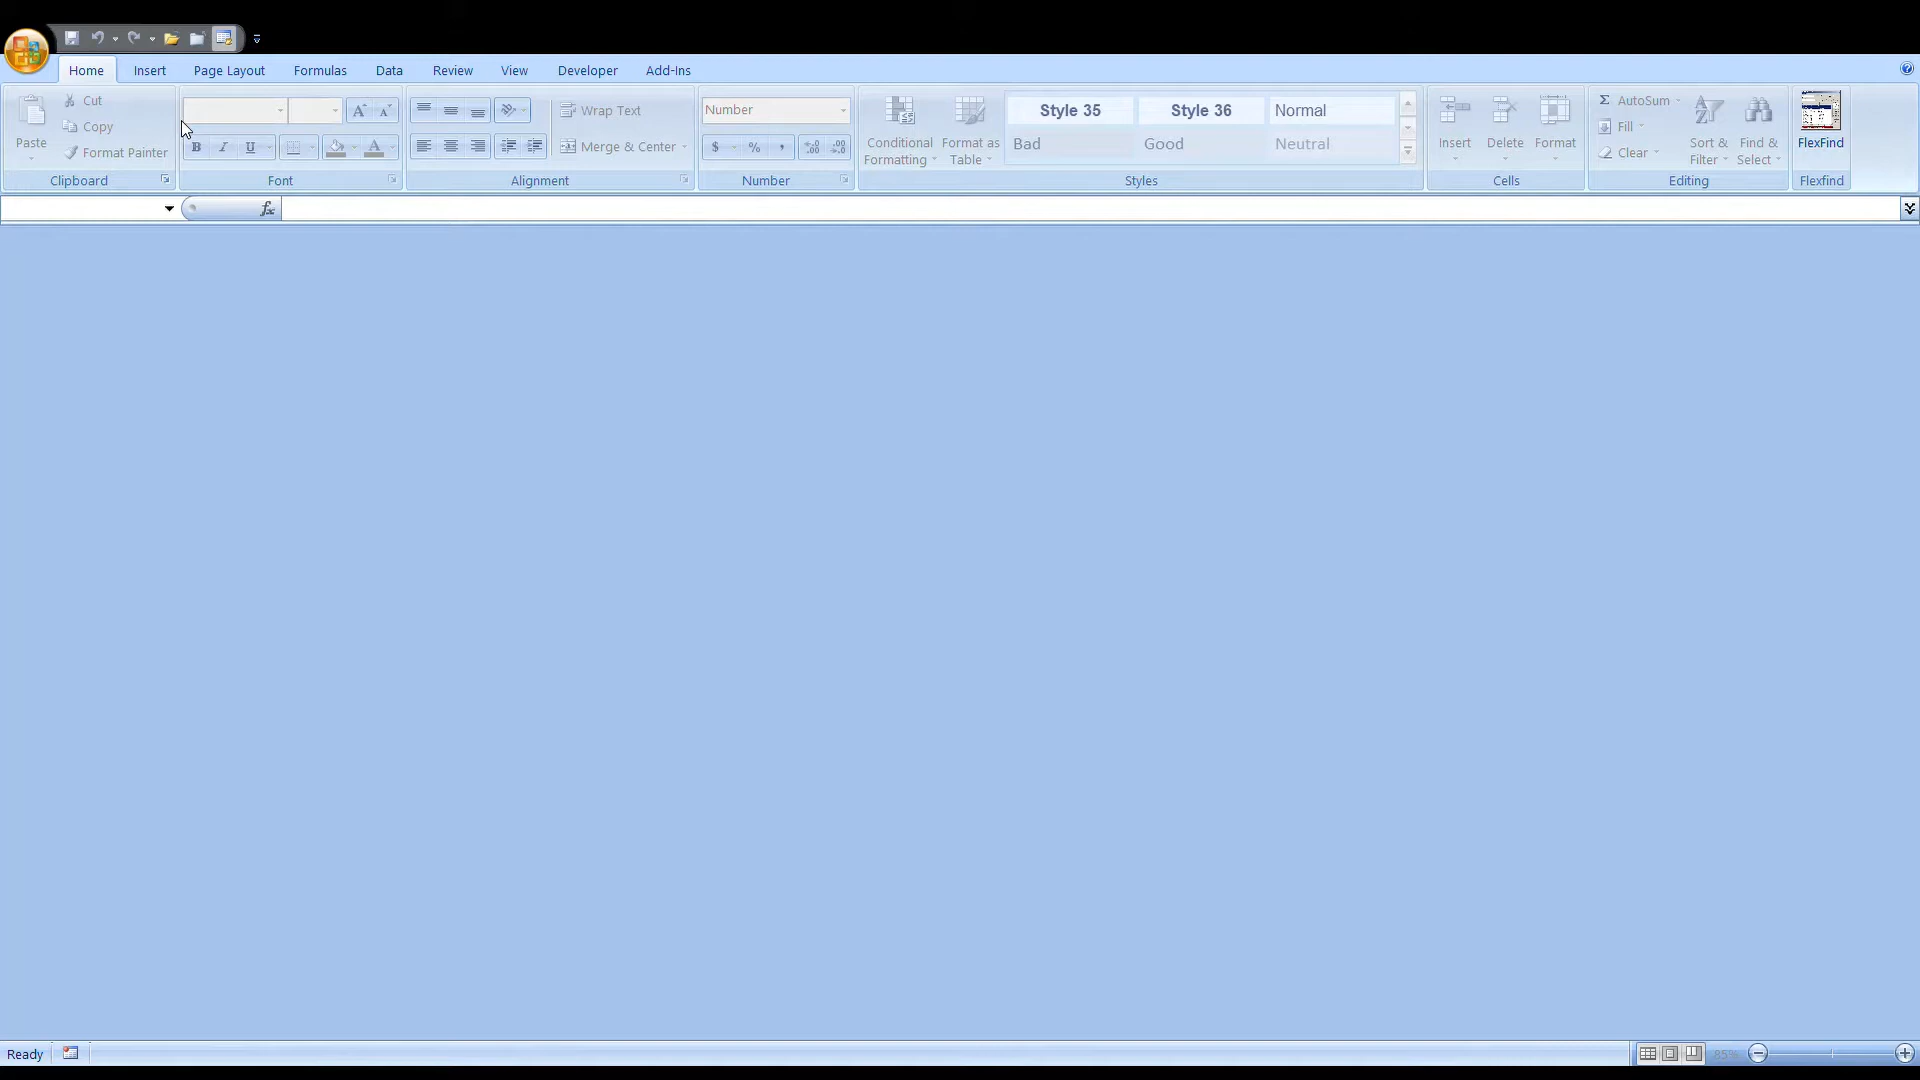 Home Insert Page Layout Formulas Data Review View Developer Add-Ins
Paste
Cut
Copy
Format Painter
Clipboard
B I U
Font
Wrap Text
Merge & Center
Alignment
Number
$ % ,
Number
Conditional Formatting
Format as Table
Style 35 Style 36 Normal
Bad Good Neutral
Styles
Insert Delete Format
Cells
Σ AutoSum
Fill
Clear
Sort & Filter
Find & Select
Editing
FlexFind
Flexfind
fx
Ready
85%